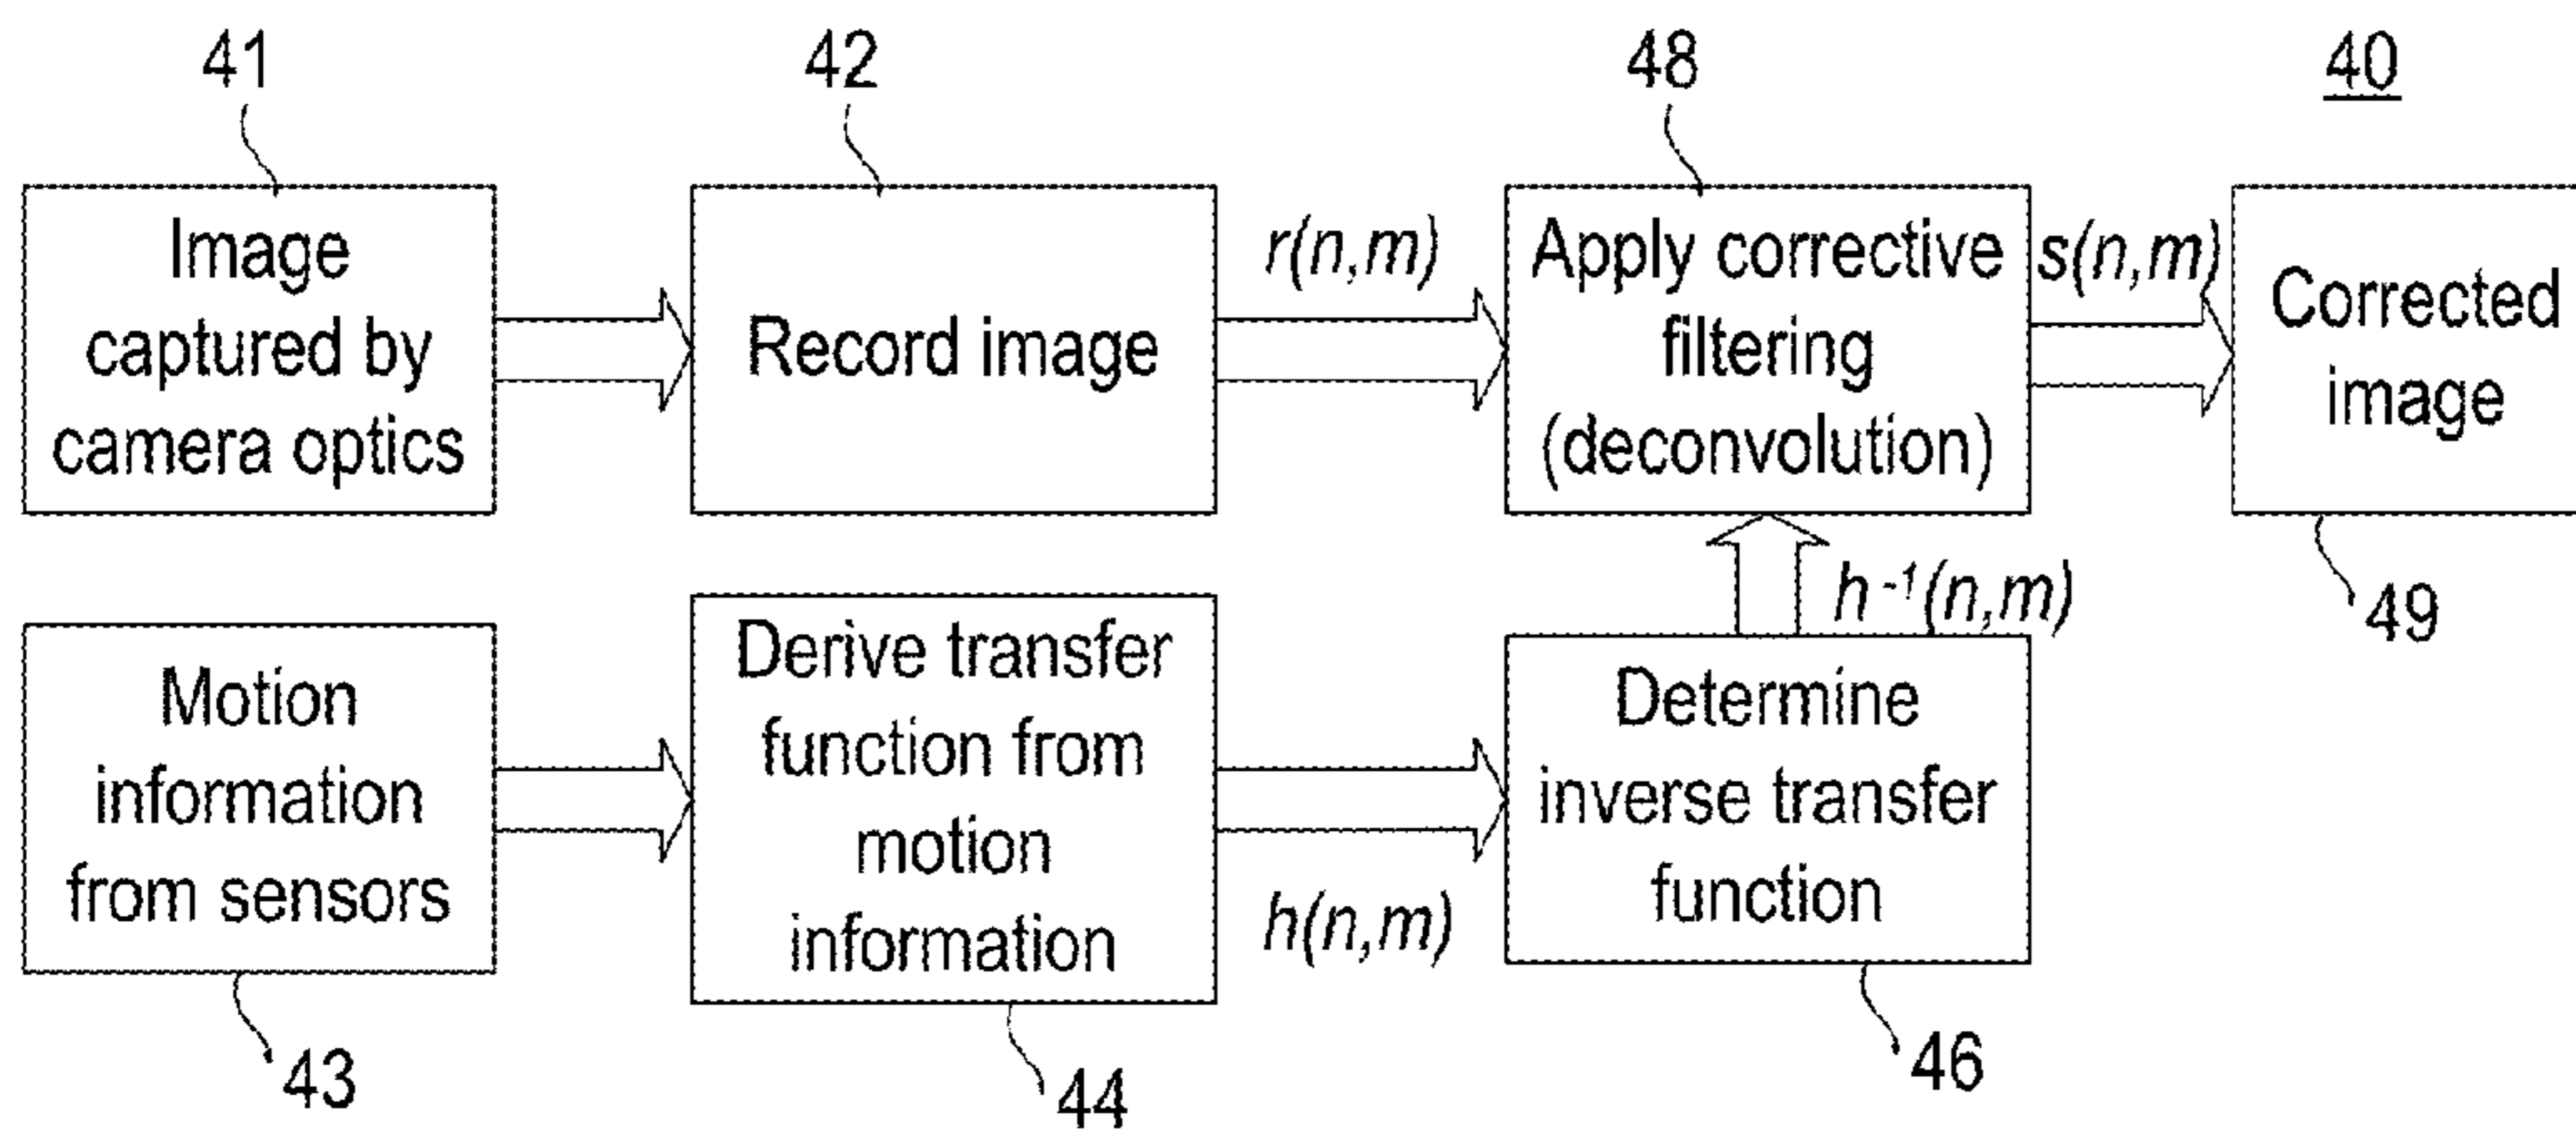 41
42
48
40
Image
captured by
camera optics
Record image
r(n,m)
Apply corrective
filtering
(deconvolution)
s(n,m)
Corrected
image
h⁻¹(n,m)
49
Motion
information
from sensors
Derive transfer
function from
motion
information
h(n,m)
Determine
inverse transfer
function
43
44
46